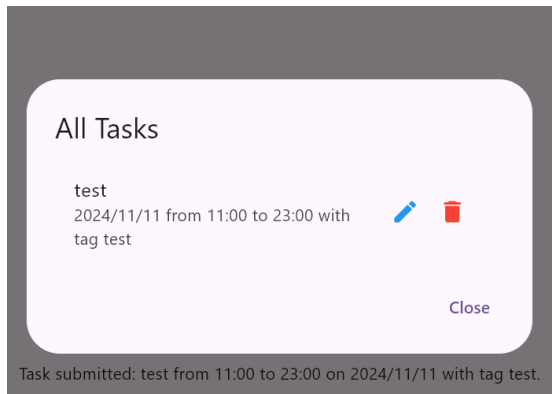 All Tasks
test
2024/11/11 from 11:00 to 23:00 with
tag test
Close
Task submitted: test from 11:00 to 23:00 on 2024/11/11 with tag test.